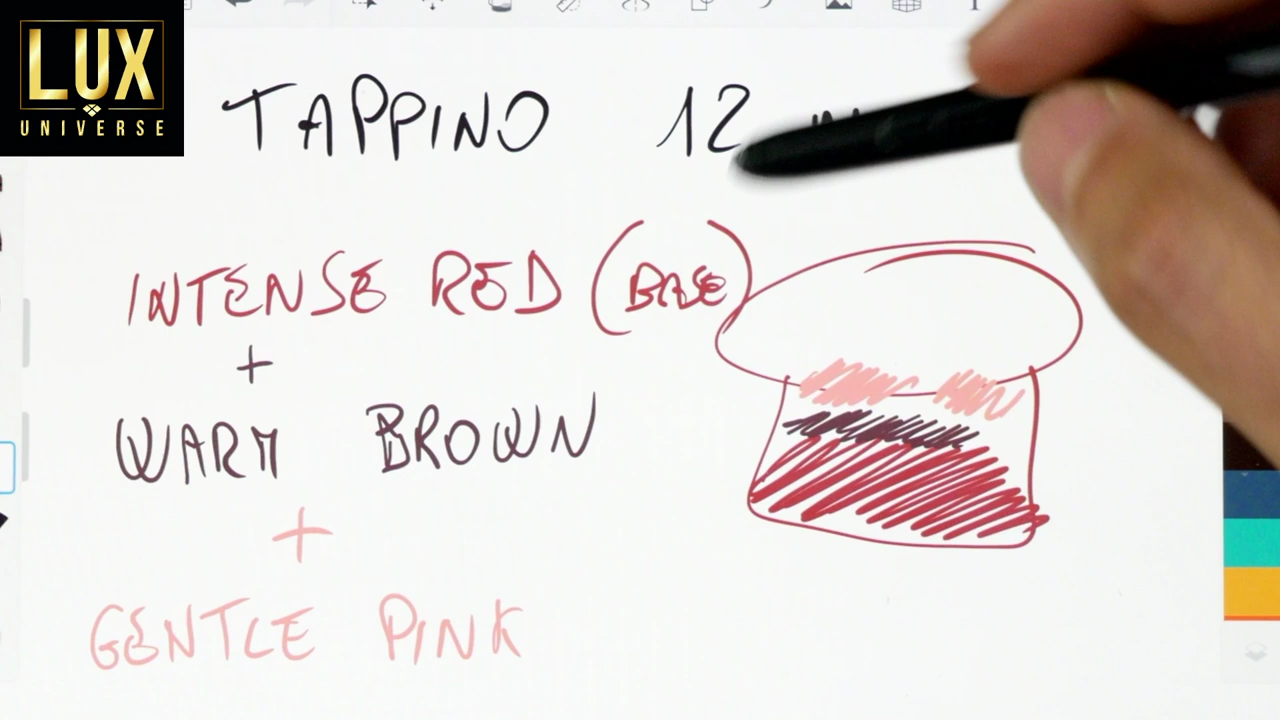 LUX
UNIVERSE
TAPPINO 12
INTENSE RED (BASE)
+
WARM BROWN
+
GENTLE PINK